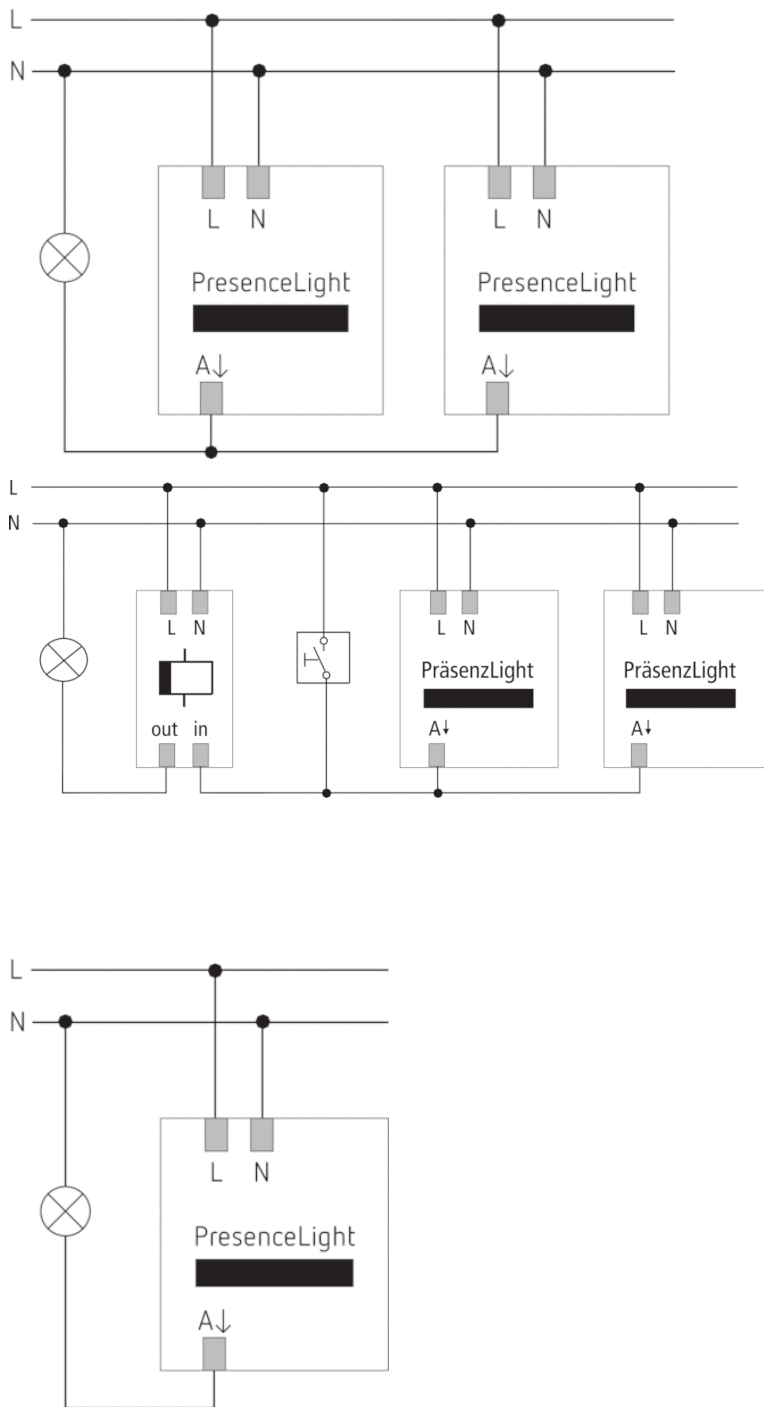 L
N
L N L N
PresenceLight PresenceLight
A↓ A↓
L
N
L N L N L N
PräsenzLight PräsenzLight
out in A↓ A↓
L
N
L N
PresenceLight
A↓